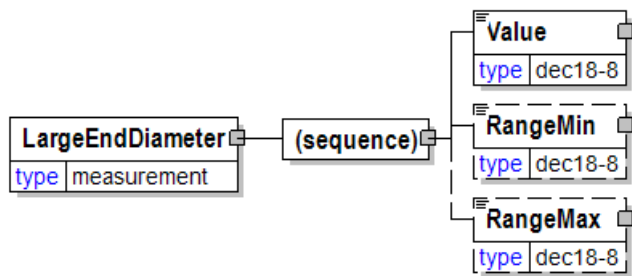 Value
type dec18-8
LargeEndDiameter
type measurement
(sequence)
RangeMin
type dec18-8
RangeMax
type dec18-8